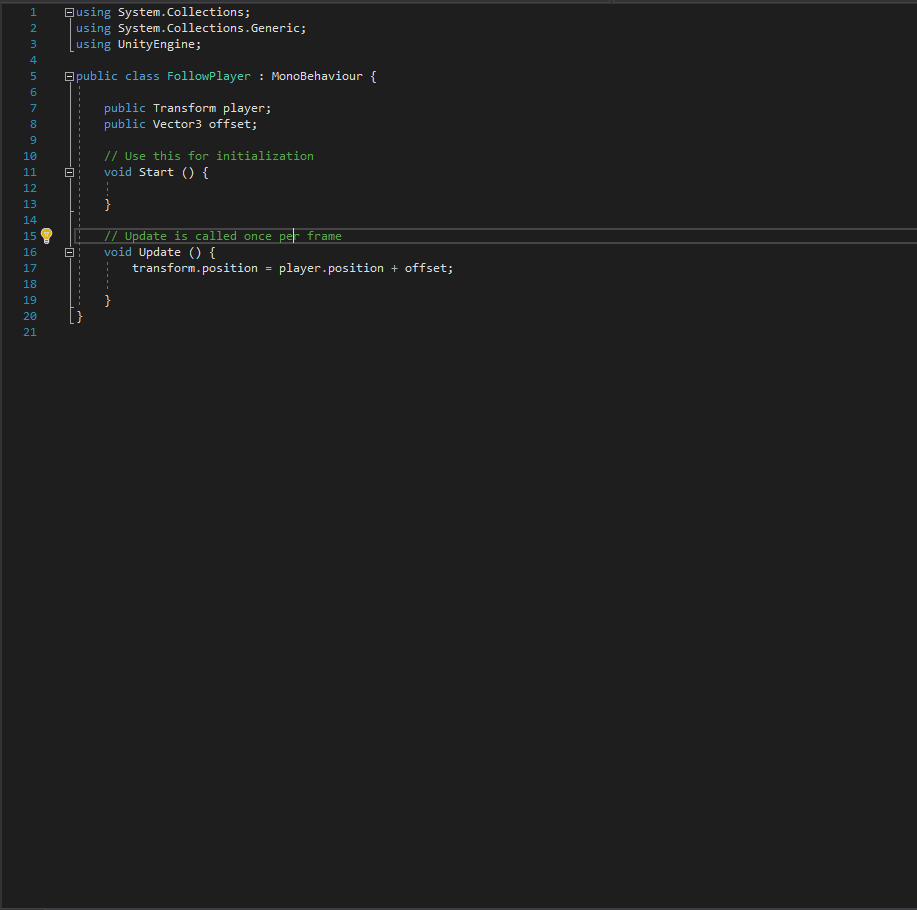 1 using System.Collections;
2 using System.Collections.Generic;
3 using UnityEngine;
4
5 public class FollowPlayer : MonoBehaviour {
6
7 public Transform player;
8 public Vector3 offset;
9
10 // Use this for initialization
11 void Start () {
12
13 }
14
15 // Update is called once per frame
16 void Update () {
17 transform.position = player.position + offset;
18
19 }
20 }
21